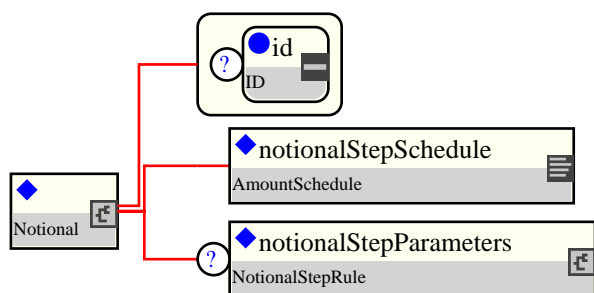 ? id
ID
notionalStepSchedule
AmountSchedule
Notional
? notionalStepParameters
NotionalStepRule